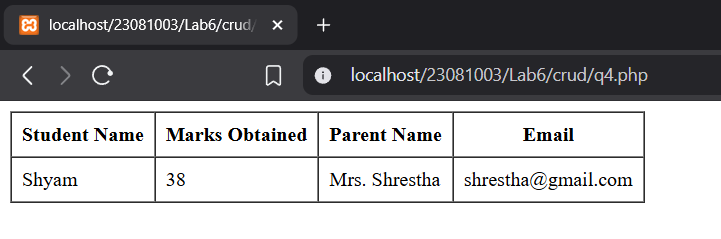 localhost/23081003/Lab6/crud/
localhost/23081003/Lab6/crud/q4.php
Student Name Marks Obtained Parent Name Email
Shyam 38 Mrs. Shrestha shrestha@gmail.com